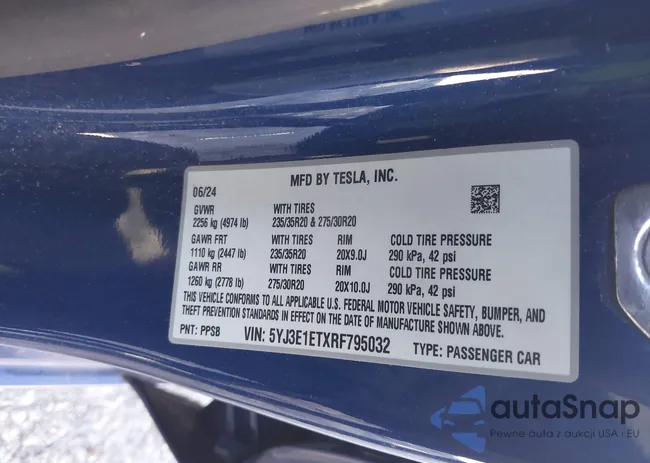 06/24 MFD BY TESLA, INC.
GVWR WITH TIRES
2256 kg (4974 lb) 235/35R20 & 275/30R20
GAWR FRT WITH TIRES RIM COLD TIRE PRESSURE
1110 kg (2447 lb) 235/35R20 20X9.0J 290 kPa, 42 psi
GAWR RR WITH TIRES RIM COLD TIRE PRESSURE
1260 kg (2778 lb) 275/30R20 20X10.0J 290 kPa, 42 psi
THIS VEHICLE CONFORMS TO ALL APPLICABLE U.S. FEDERAL MOTOR VEHICLE SAFETY, BUMPER, AND
THEFT PREVENTION STANDARDS IN EFFECT ON THE DATE OF MANUFACTURE SHOWN ABOVE.
PNT: PPSB VIN: 5YJ3E1ETXRF795032 TYPE: PASSENGER CAR
autaSnap
Pewne auta z aukcji USA i EU